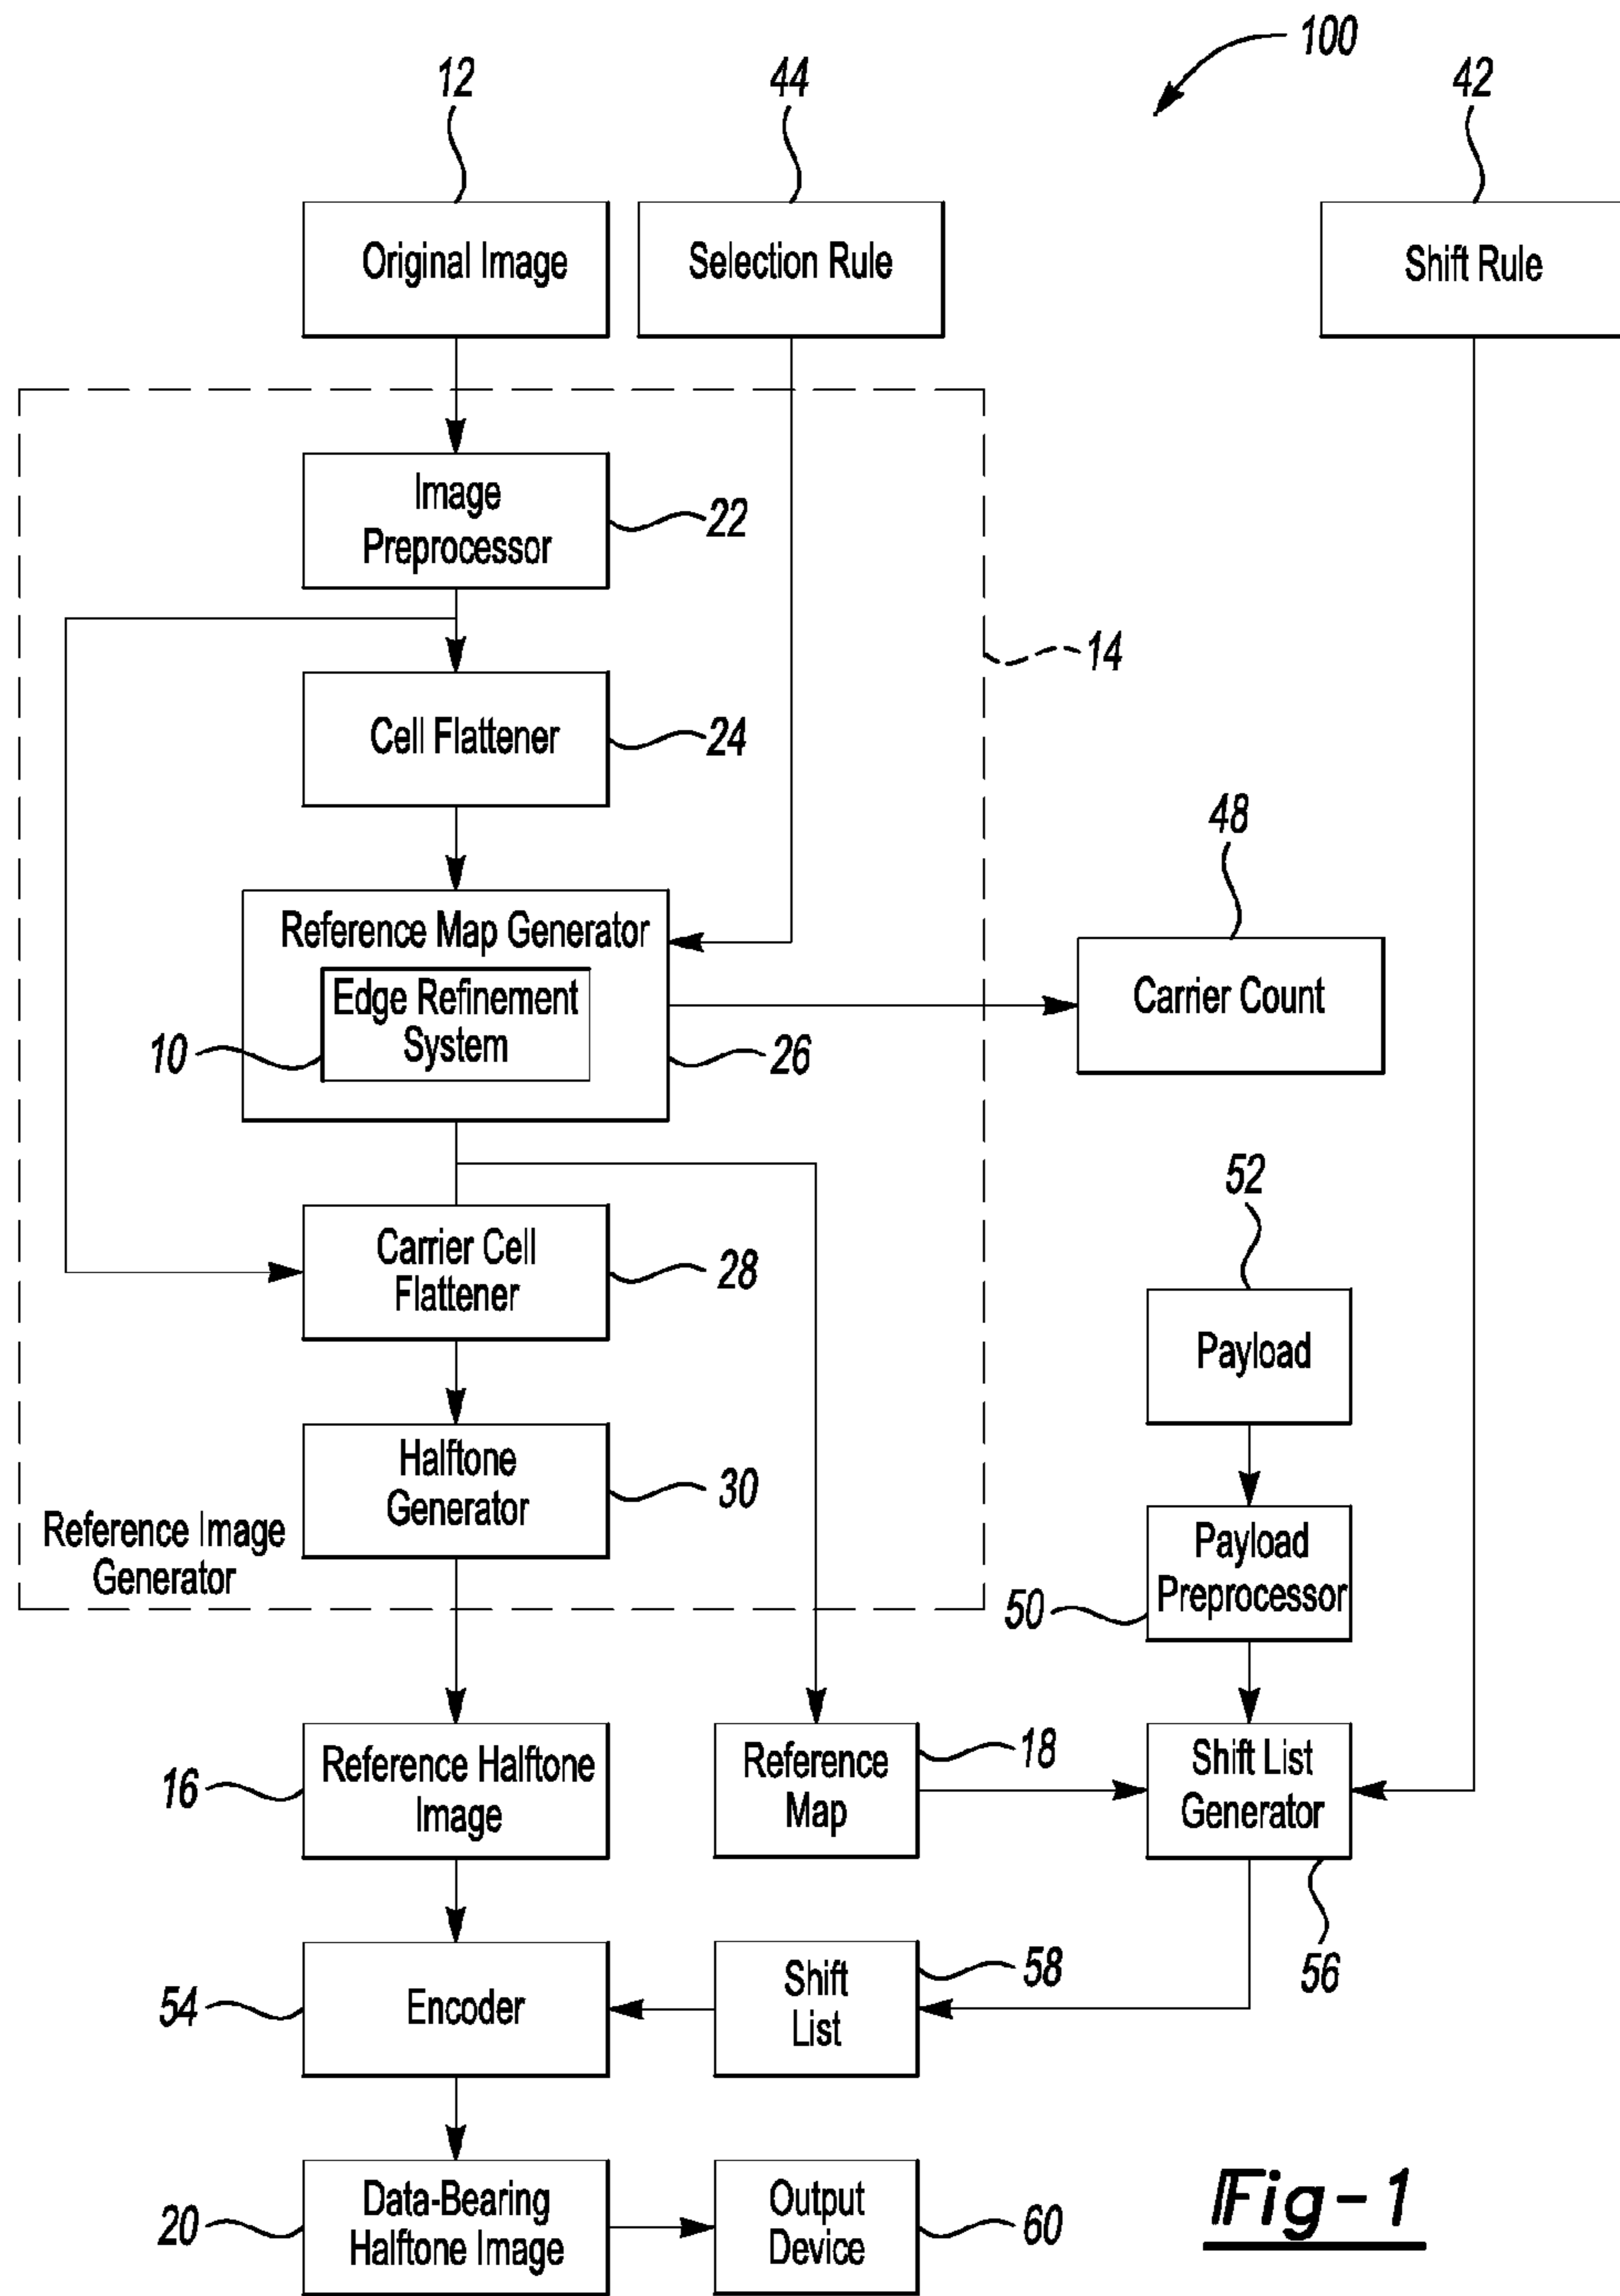 100
12
44
42
Original Image
Selection Rule
Shift Rule
Image
Preprocessor
22
14
Cell Flattener
24
48
Reference Map Generator
Edge Refinement
System
10
26
Carrier Count
52
Carrier Cell
Flattener
28
Payload
Halftone
Generator
30
Reference Image
Generator
Payload
Preprocessor
50
Reference Halftone
Image
16
Reference
Map
18
Shift List
Generator
56
Encoder
54
Shift
List
58
Data-Bearing
Halftone Image
20
Output
Device
60
Fig-1